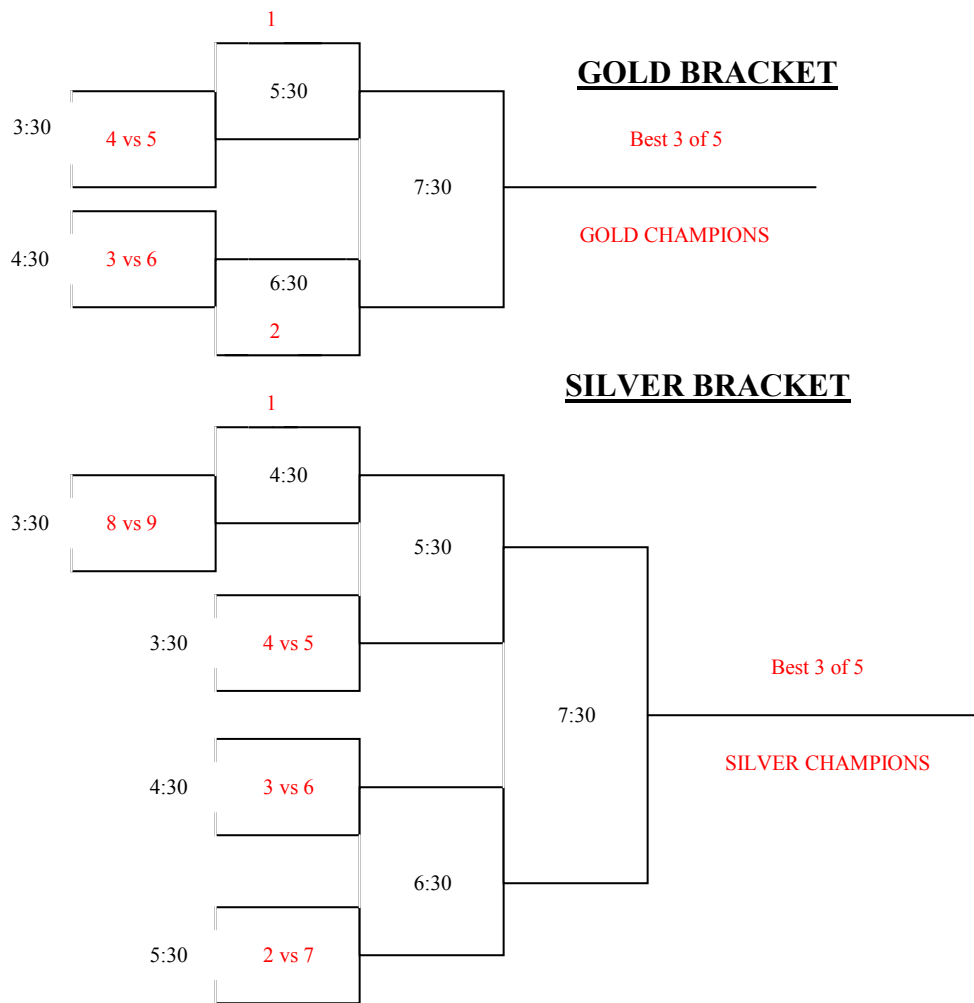 1
5:30
GOLD BRACKET
3:30
4 vs 5
Best 3 of 5
7:30
GOLD CHAMPIONS
4:30
3 vs 6
6:30
2
SILVER BRACKET
1
4:30
3:30
8 vs 9
5:30
3:30
4 vs 5
Best 3 of 5
7:30
SILVER CHAMPIONS
4:30
3 vs 6
6:30
5:30
2 vs 7